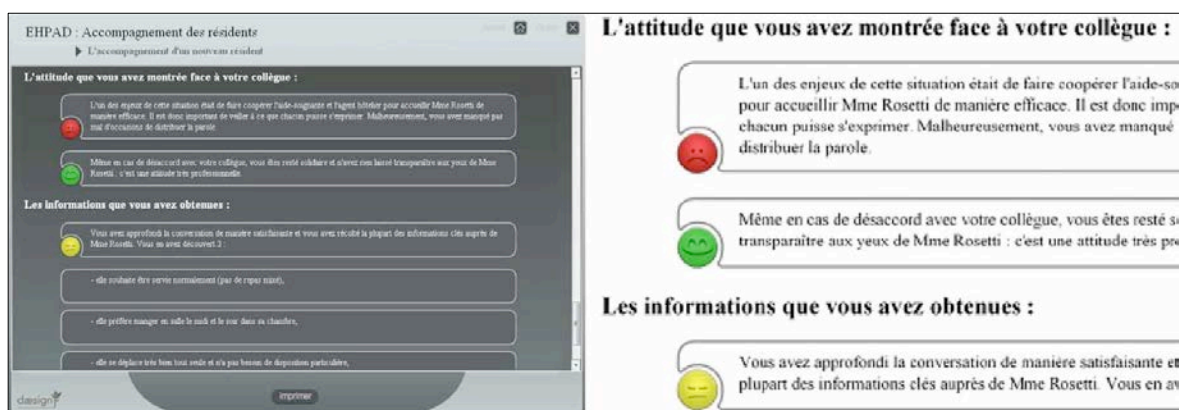 EHPAD : Accompagnement des résidents
L'accompagnement d'un nouveau résident
L'attitude que vous avez montrée face à votre collègue :
L'un des enjeux de cette situation était de faire coopérer l'aide-soignante et l'agent hôtelier pour accueillir Mme Rosetti de
manière efficace. Il est donc important de veiller à ce que chacun puisse s'exprimer. Malheureusement, vous avez manqué pas
mal d'occasions de distribuer la parole.
Même en cas de désaccord avec votre collègue, vous êtes resté solidaire et n'avez rien laissé transparaître aux yeux de Mme
Rosetti : c'est une attitude très professionnelle.
Les informations que vous avez obtenues :
Vous avez approfondi la conversation de manière satisfaisante et vous avez récolté la plupart des informations clés auprès de
Mme Rosetti. Vous en avez découvert 3 :
- elle souhaite être servie normalement (pas de repas mixé),
- elle préfère manger en salle le midi et le soir dans sa chambre,
- elle se déplace très bien tout seule et n'a pas besoin de disposition particulière,
imprimer
dæsign
L'attitude que vous avez montrée face à votre collègue :
L'un des enjeux de cette situation était de faire coopérer l'aide-so
pour accueillir Mme Rosetti de manière efficace. Il est donc imp
chacun puisse s'exprimer. Malheureusement, vous avez manqué
distribuer la parole.
Même en cas de désaccord avec votre collègue, vous êtes resté s
transparaître aux yeux de Mme Rosetti : c'est une attitude très pr
Les informations que vous avez obtenues :
Vous avez approfondi la conversation de manière satisfaisante et
plupart des informations clés auprès de Mme Rosetti. Vous en av